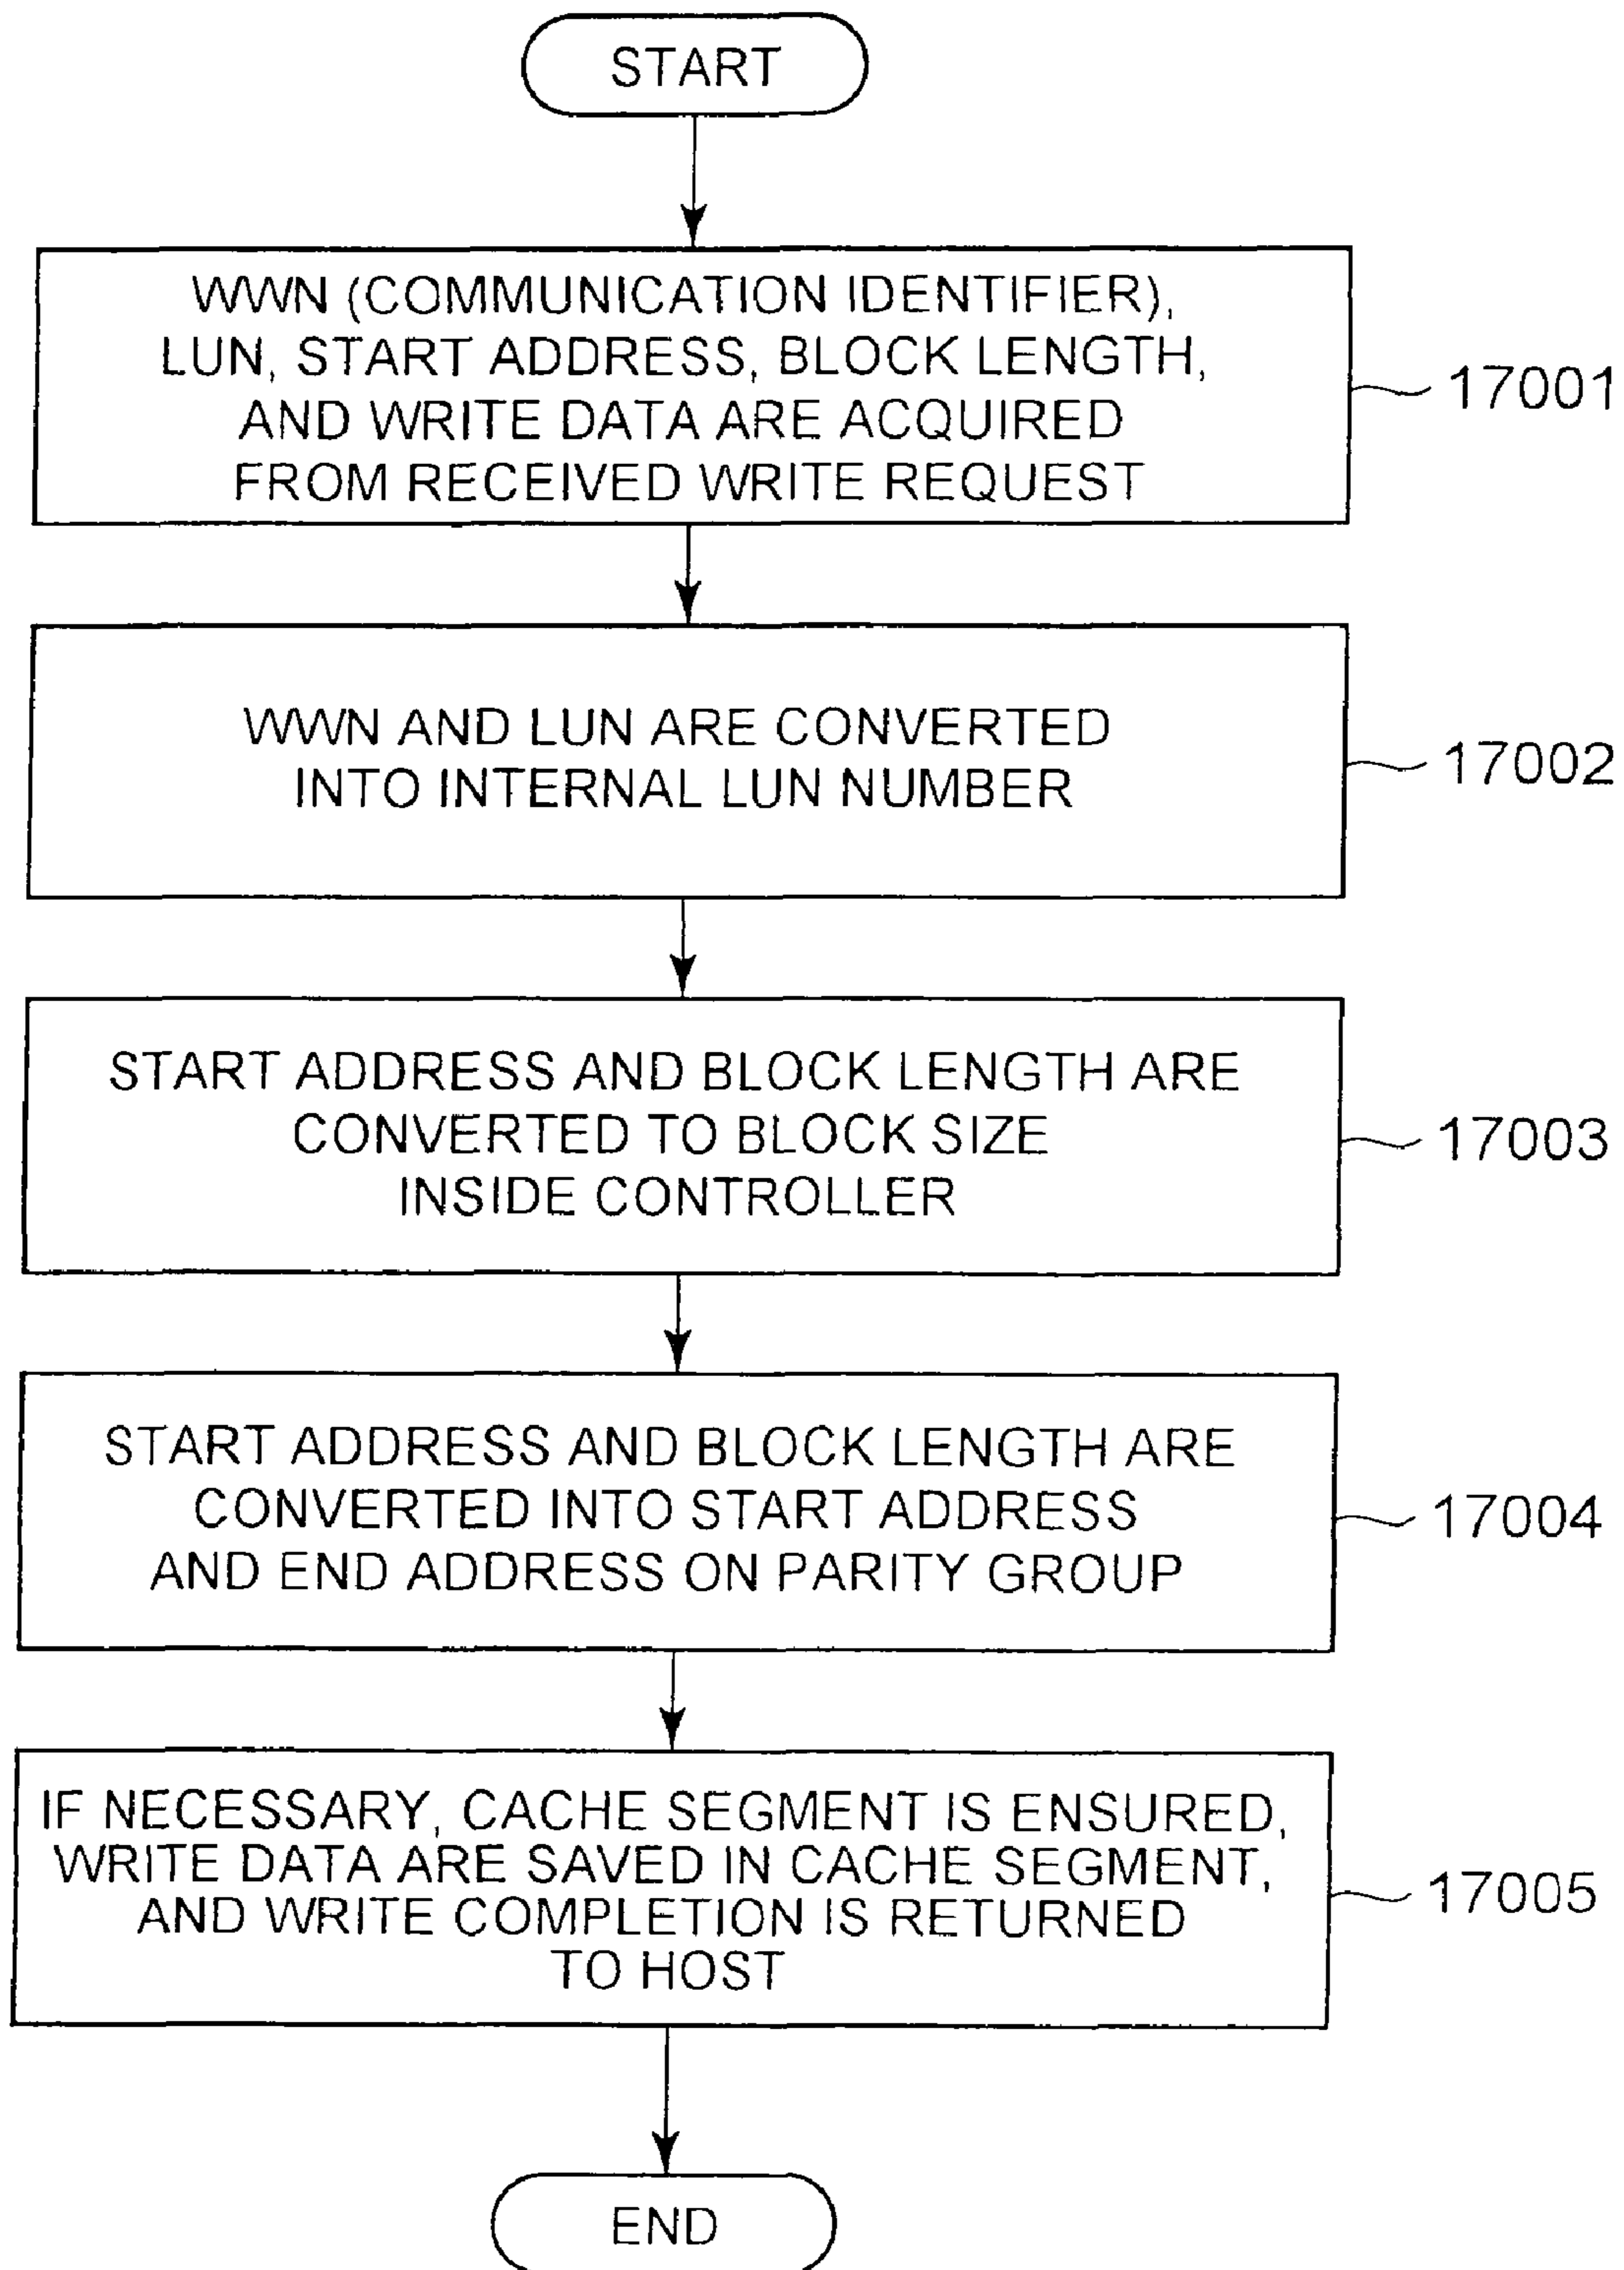 START
WWN (COMMUNICATION IDENTIFIER),
LUN, START ADDRESS, BLOCK LENGTH,
AND WRITE DATA ARE ACQUIRED
FROM RECEIVED WRITE REQUEST
17001
WWN AND LUN ARE CONVERTED
INTO INTERNAL LUN NUMBER
17002
START ADDRESS AND BLOCK LENGTH ARE
CONVERTED TO BLOCK SIZE
INSIDE CONTROLLER
17003
START ADDRESS AND BLOCK LENGTH ARE
CONVERTED INTO START ADDRESS
AND END ADDRESS ON PARITY GROUP
17004
IF NECESSARY, CACHE SEGMENT IS ENSURED,
WRITE DATA ARE SAVED IN CACHE SEGMENT,
AND WRITE COMPLETION IS RETURNED
TO HOST
17005
END